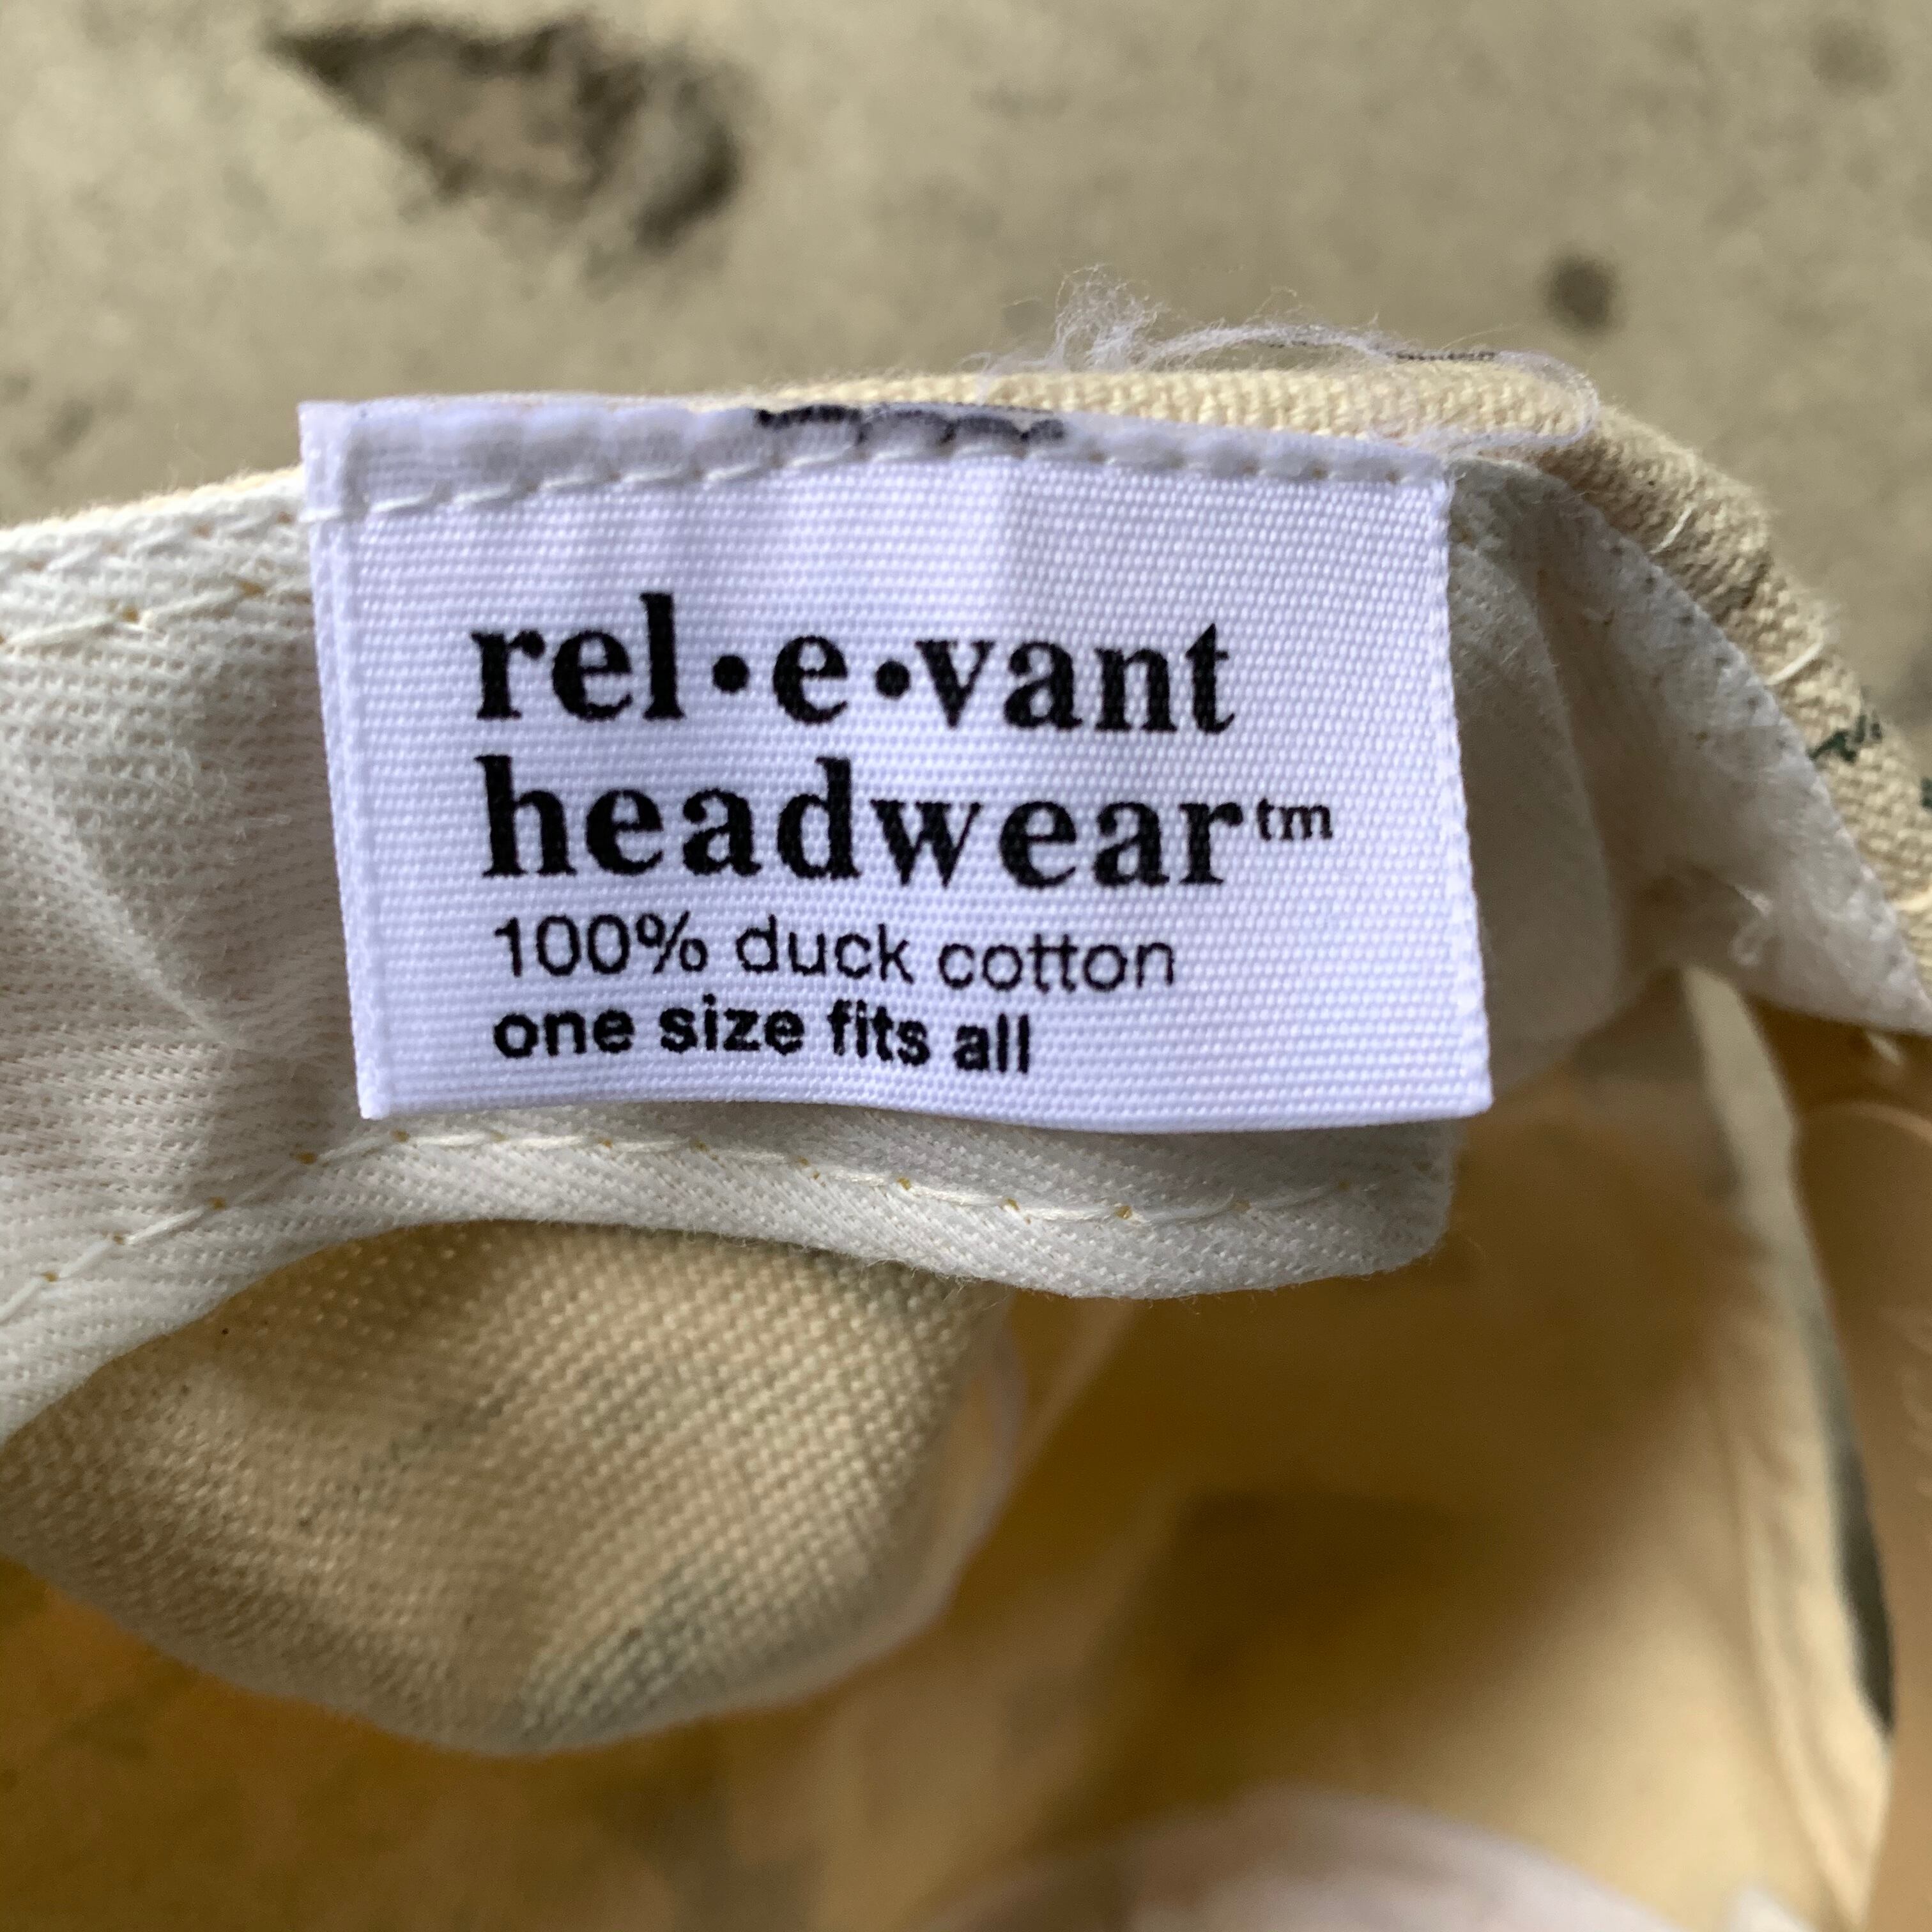 rel•e•vant
headwear™
100% duck cotton
one size fits all